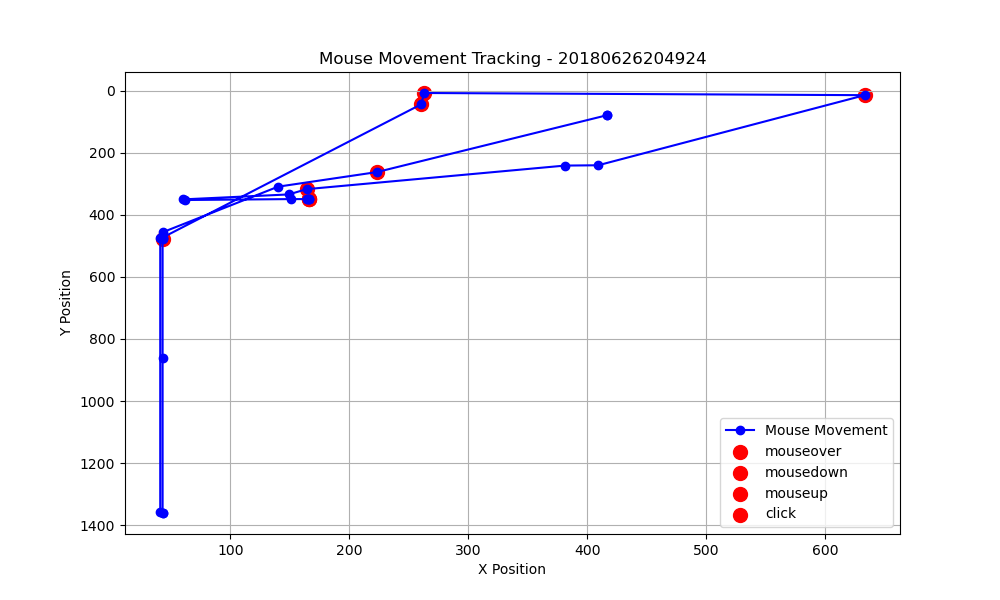 Mouse Movement Tracking - 20180626204924
0
200
400
600
800
1000
1200
1400
Y Position
100
200
300
400
500
600
X Position
Mouse Movement
mouseover
mousedown
mouseup
click